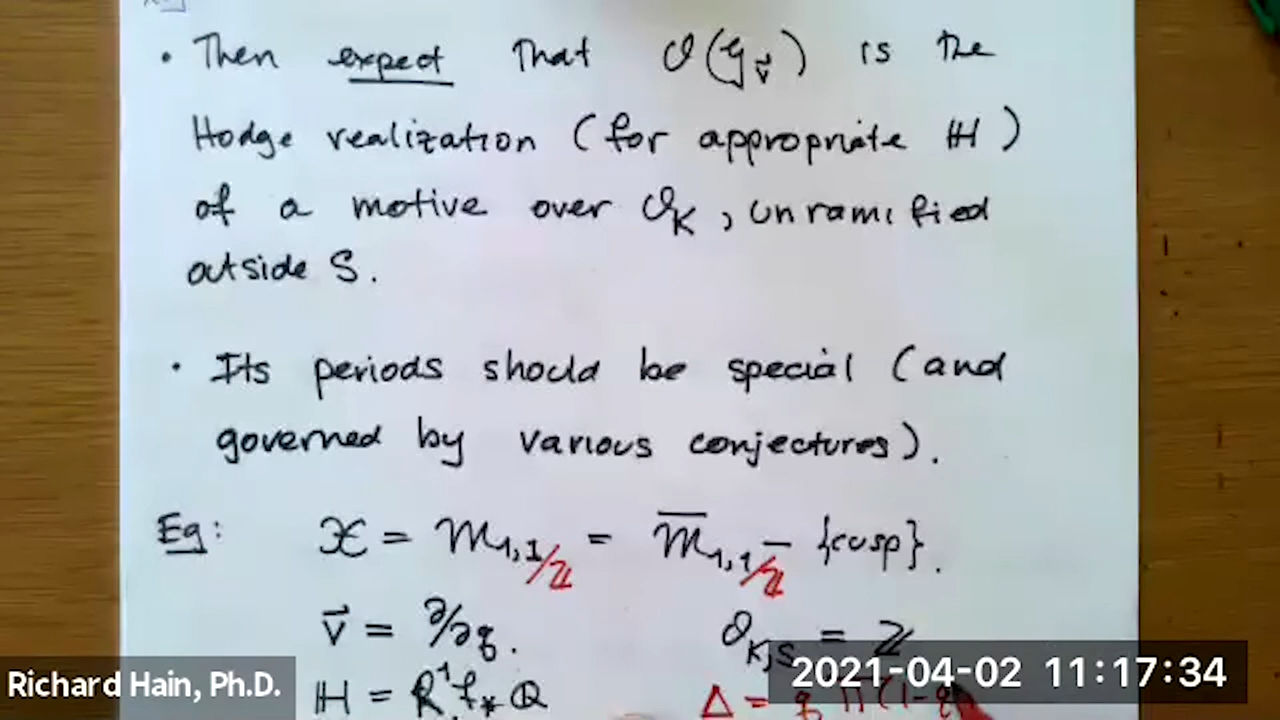 • Then expect that 𝒪(𝒢_v⃗) is the
Hodge realization (for appropriate ℍ)
of a motive over 𝒪_K, unramified
outside S.
• Its periods should be special (and
governed by various conjectures).
Eg: 𝒳 = M_{1,1/ℤ} = M̄_{1,1/ℤ} − {cusp}.
v⃗ = ∂/∂q. 𝒪_{K,S} = ℤ
ℍ = R¹f_*ℚ Δ = q Π(1-q
Richard Hain, Ph.D.
2021-04-02 11:17:34